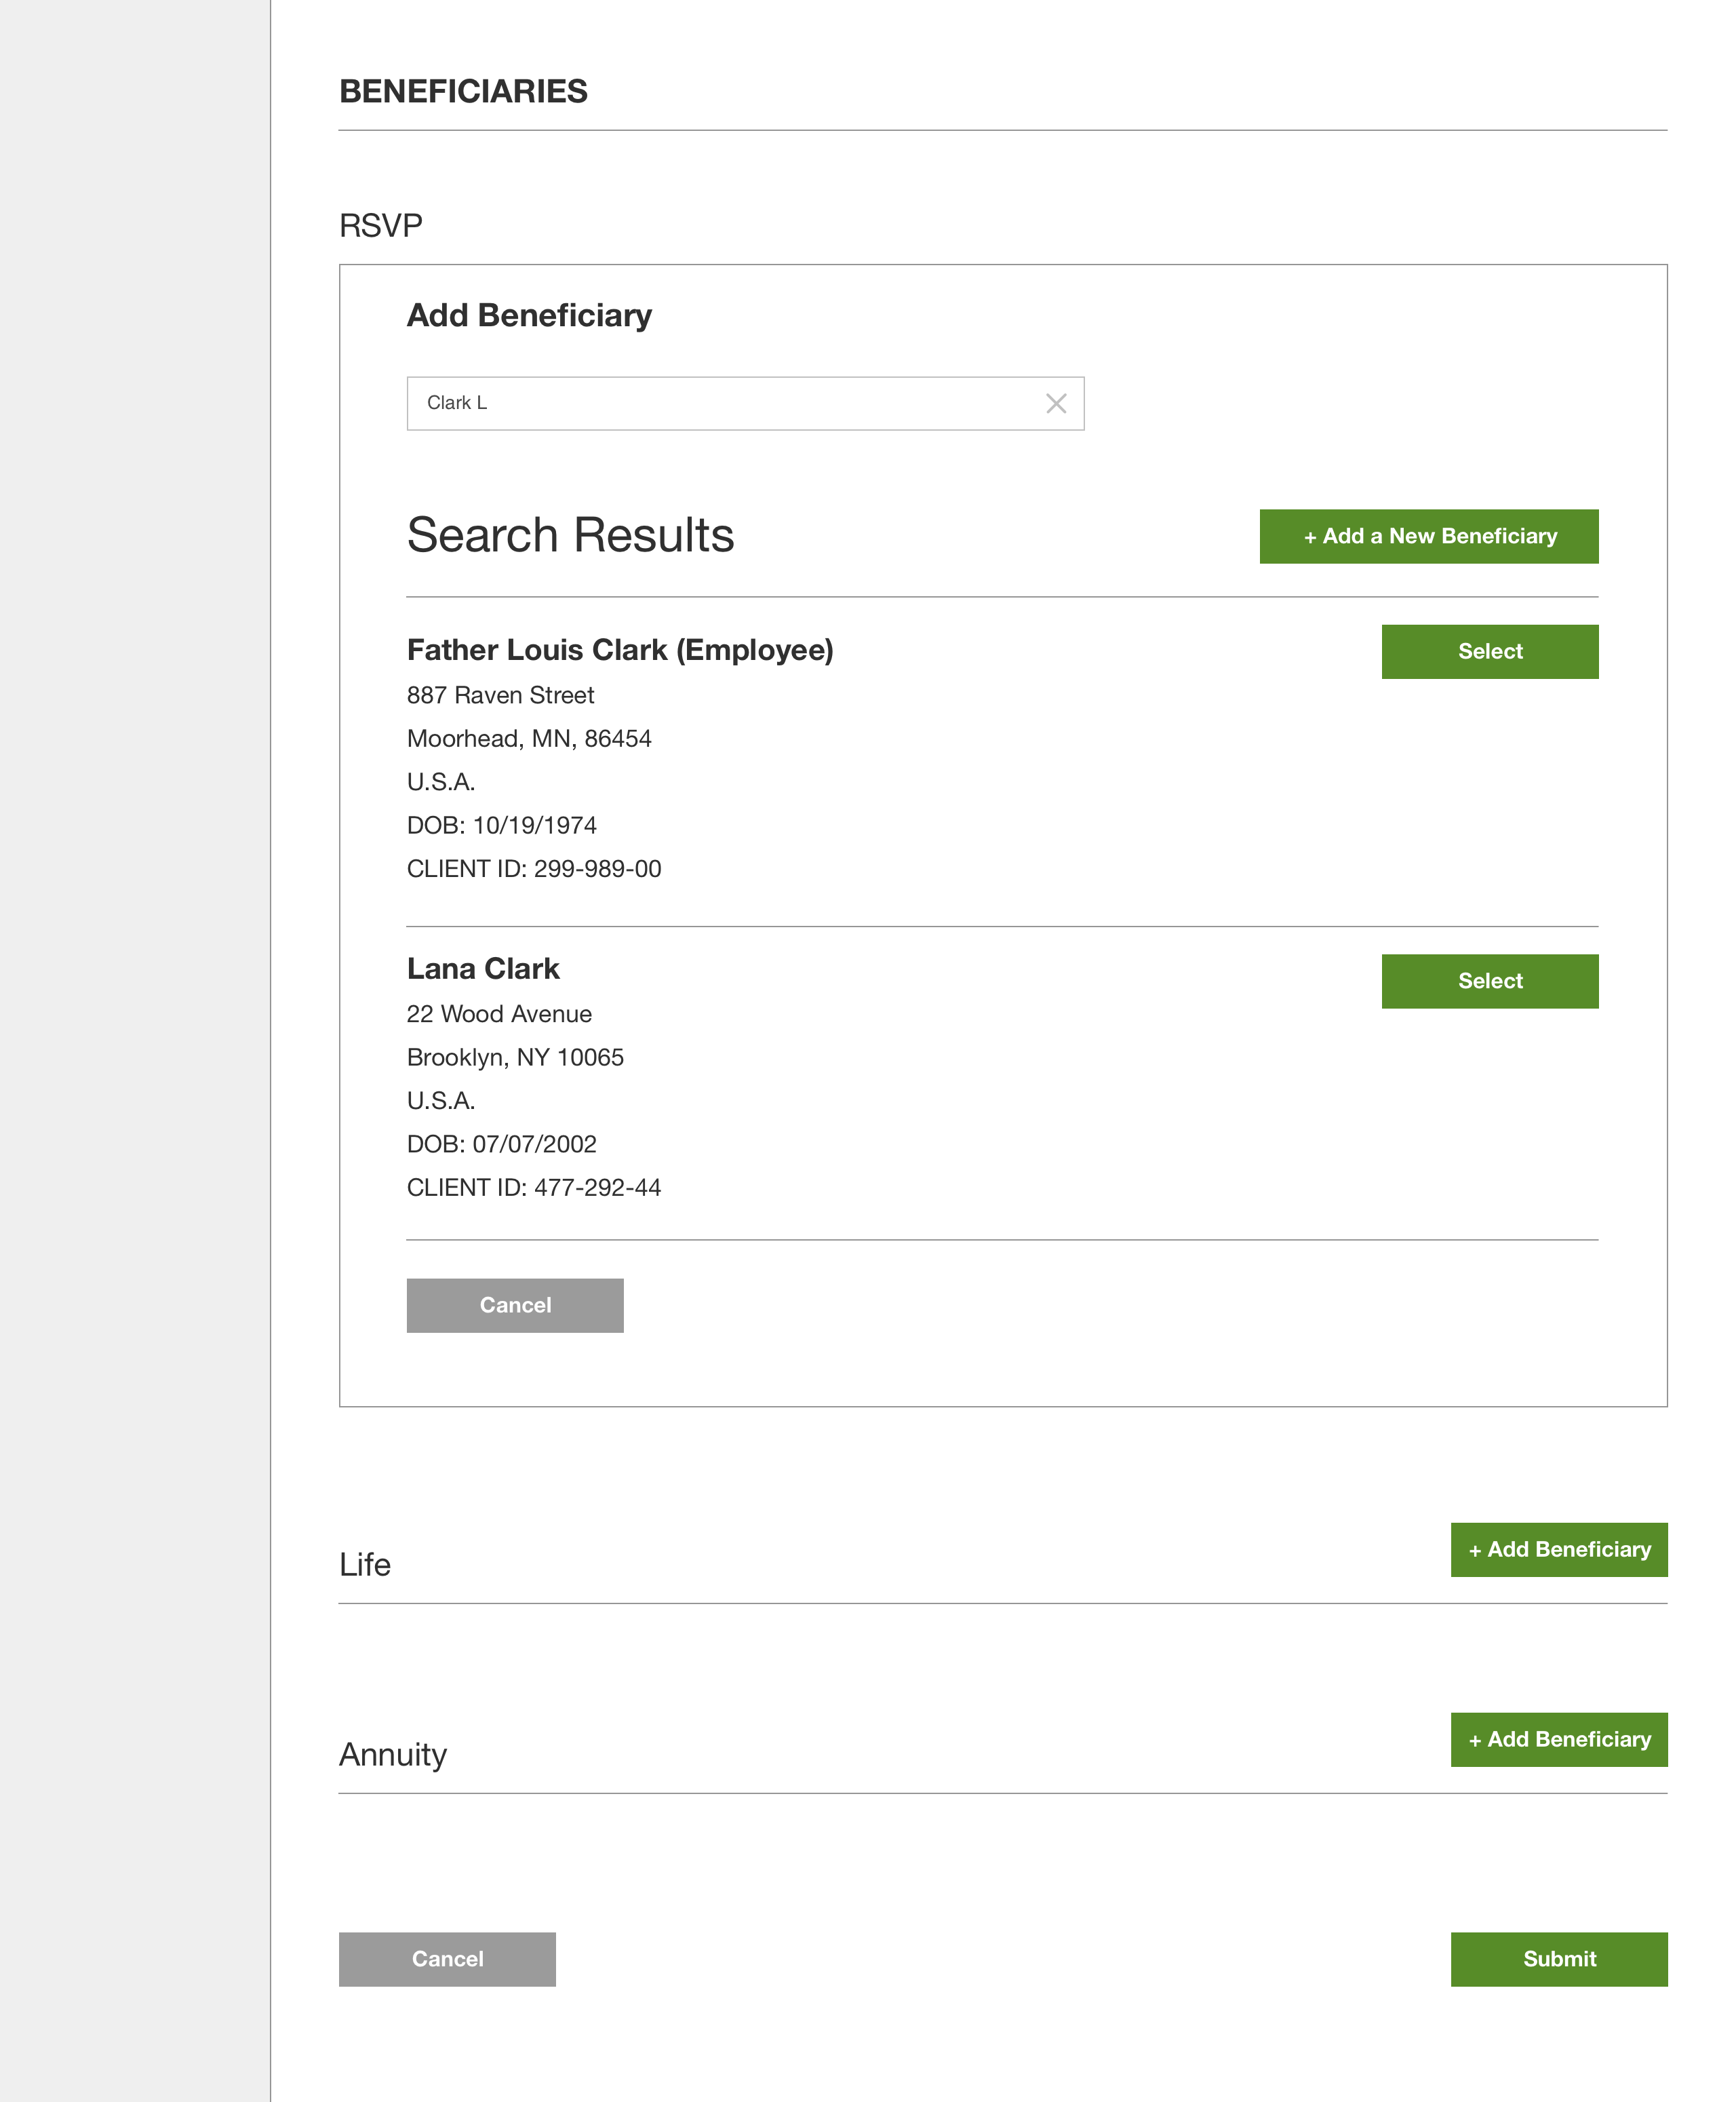 BENEFICIARIES
RSVP
Add Beneficiary
Clark L
Search Results
+ Add a New Beneficiary
Father Louis Clark (Employee)
Select
887 Raven Street
Moorhead, MN, 86454
U.S.A.
DOB: 10/19/1974
CLIENT ID: 299-989-00
Lana Clark
Select
22 Wood Avenue
Brooklyn, NY 10065
U.S.A.
DOB: 07/07/2002
CLIENT ID: 477-292-44
Cancel
Life
+ Add Beneficiary
Annuity
+ Add Beneficiary
Cancel
Submit